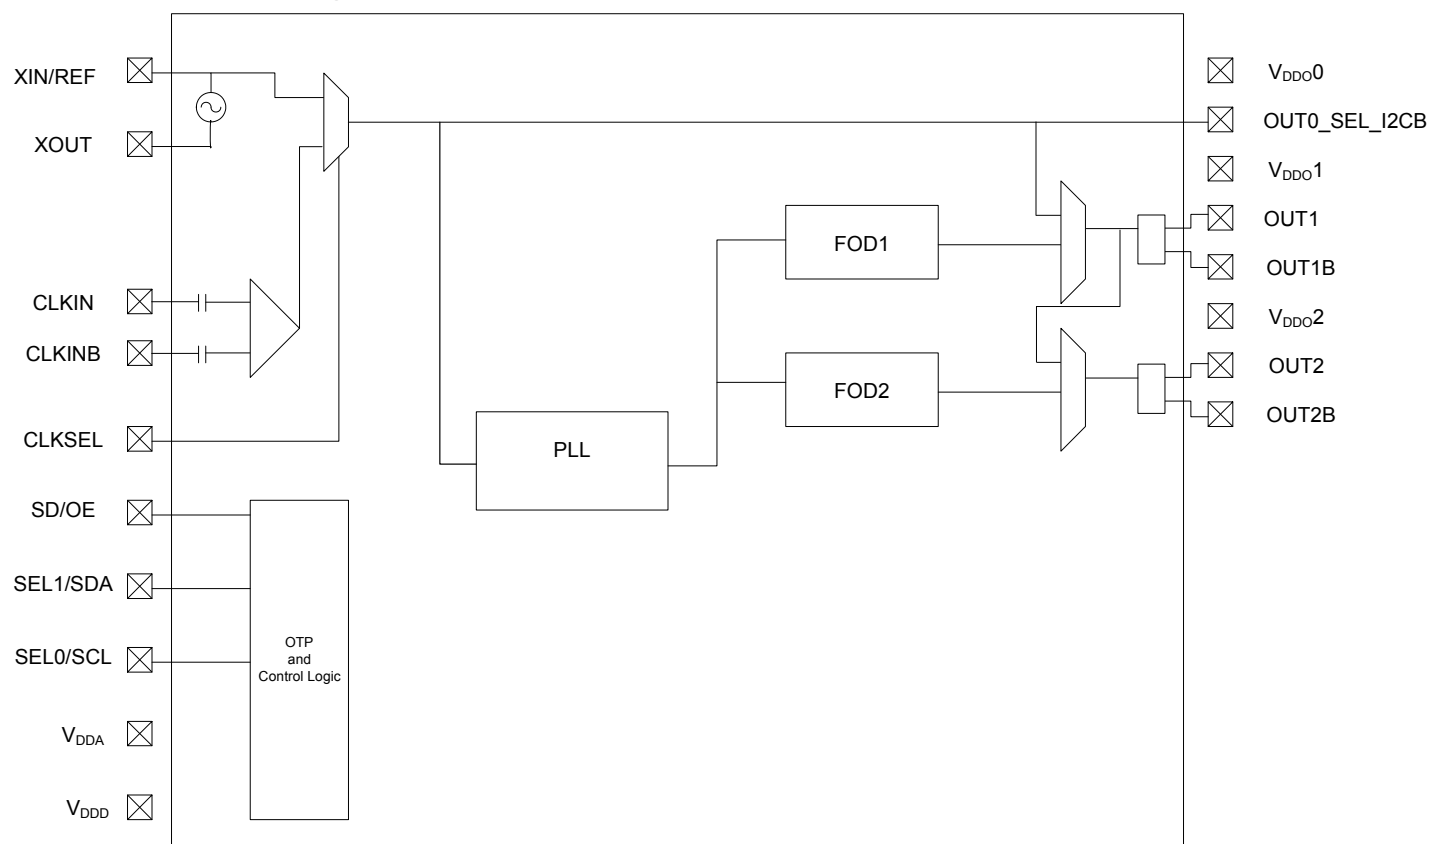 XIN/REF
XOUT
CLKIN
CLKINB
CLKSEL
SD/OE
SEL1/SDA
SEL0/SCL
VDDA
VDDD
OTP
and
Control Logic
PLL
FOD1
FOD2
VDDO0
OUT0_SEL_I2CB
VDDO1
OUT1
OUT1B
VDDO2
OUT2
OUT2B